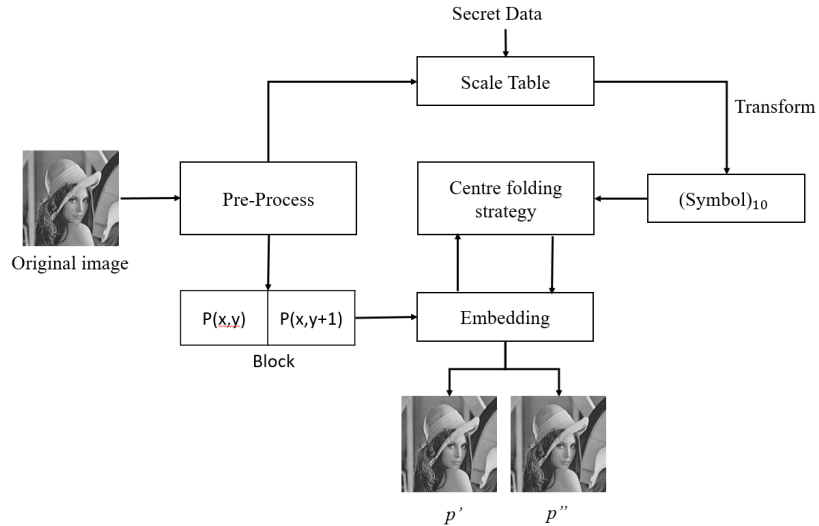 Secret Data
Scale Table
Transform
Pre-Process
Centre folding
strategy
(Symbol)₁₀
Original image
P(x,y)
P(x,y+1)
Embedding
Block
p’
p”